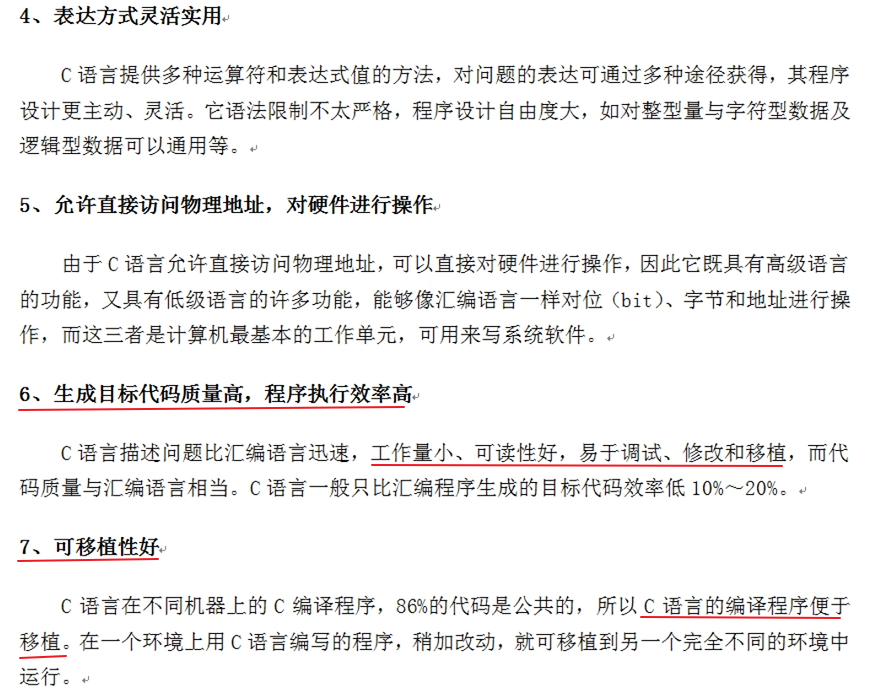 4、表达方式灵活实用
C 语言提供多种运算符和表达式值的方法，对问题的表达可通过多种途径获得，其程序
设计更主动、灵活。它语法限制不太严格，程序设计自由度大，如对整型量与字符型数据及
逻辑型数据可以通用等。
5、允许直接访问物理地址，对硬件进行操作
由于 C 语言允许直接访问物理地址，可以直接对硬件进行操作，因此它既具有高级语言
的功能，又具有低级语言的许多功能，能够像汇编语言一样对位（bit）、字节和地址进行操
作，而这三者是计算机最基本的工作单元，可用来写系统软件。
6、生成目标代码质量高，程序执行效率高
C 语言描述问题比汇编语言迅速，工作量小、可读性好，易于调试、修改和移植，而代
码质量与汇编语言相当。C 语言一般只比汇编程序生成的目标代码效率低 10%～20%。
7、可移植性好
C 语言在不同机器上的 C 编译程序，86%的代码是公共的，所以 C 语言的编译程序便于
移植。在一个环境上用 C 语言编写的程序，稍加改动，就可移植到另一个完全不同的环境中
运行。